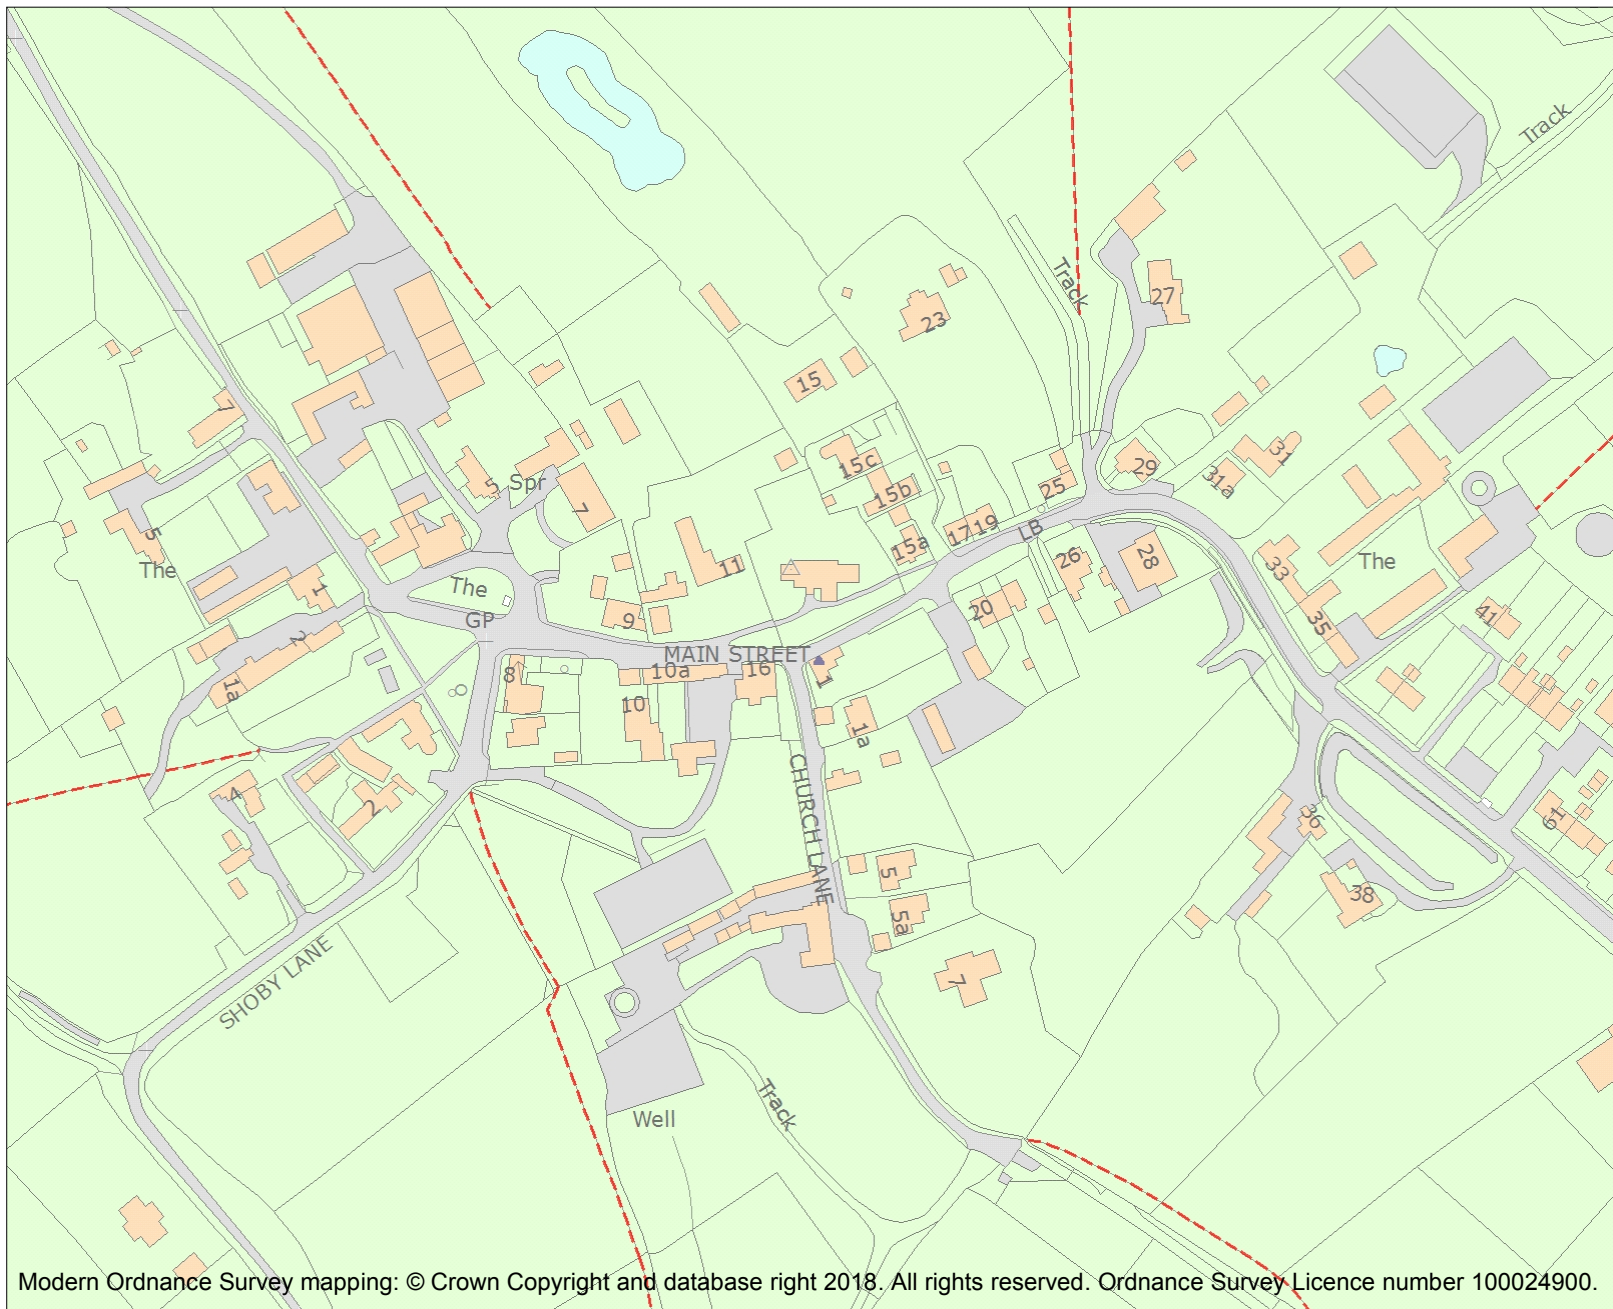 Track
Track
27
23
15
7
15c
15b
29
31
31a
25
5
Spr
7
17
19
LB
15a
11
26
28
5
The
The
GP
1
2
1a
9
20
33
35
The
41
MAIN STREET
8
10a
16
10
1
1a
4
2
CHURCH LANE
36
61
38
5
5a
7
SHOBY LANE
Track
Well
Modern Ordnance Survey mapping: © Crown Copyright and database right 2018. All rights reserved. Ordnance Survey Licence number 100024900.